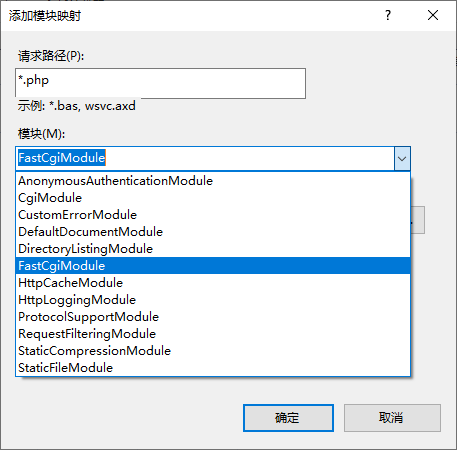 添加模块映射
请求路径(P):
*.php
示例: *.bas, wsvc.axd
模块(M):
FastCgiModule
AnonymousAuthenticationModule
CgiModule
CustomErrorModule
DefaultDocumentModule
DirectoryListingModule
FastCgiModule
HttpCacheModule
HttpLoggingModule
ProtocolSupportModule
RequestFilteringModule
StaticCompressionModule
StaticFileModule
确定
取消